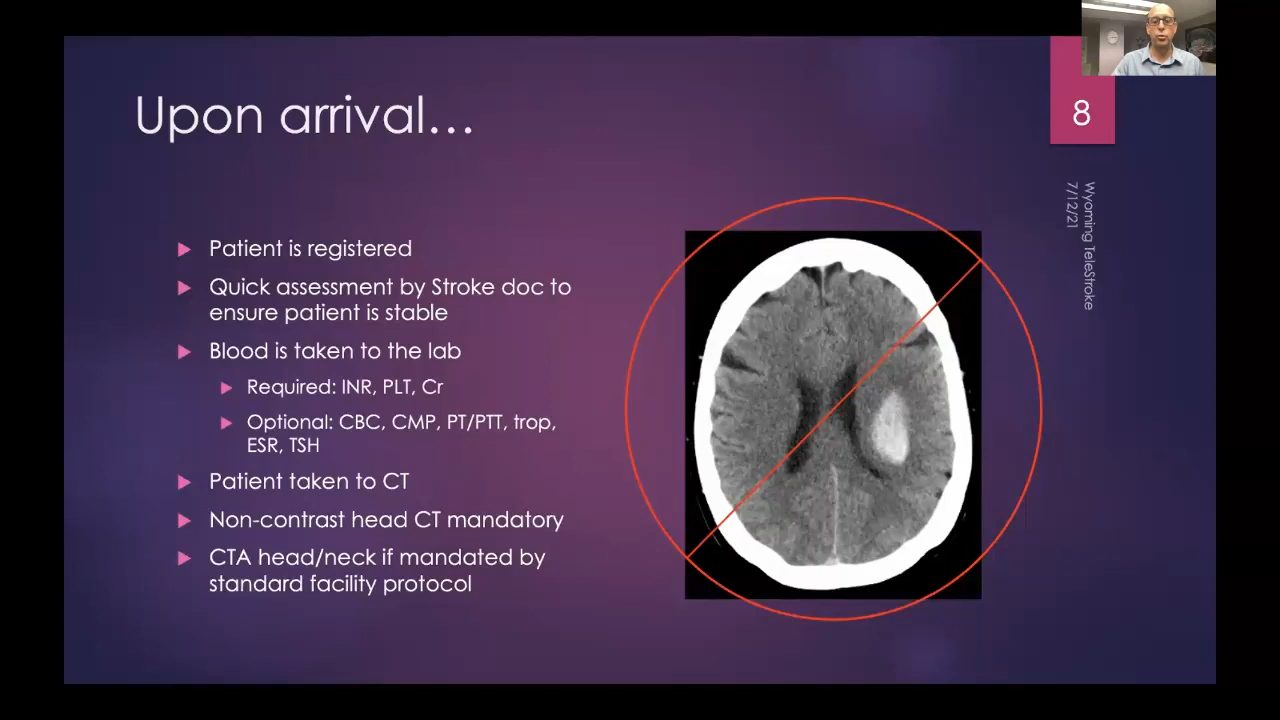 Upon arrival…
8
Wyoming TeleStroke
7/12/21
Patient is registered
Quick assessment by Stroke doc to
ensure patient is stable
Blood is taken to the lab
Required: INR, PLT, Cr
Optional: CBC, CMP, PT/PTT, trop,
ESR, TSH
Patient taken to CT
Non-contrast head CT mandatory
CTA head/neck if mandated by
standard facility protocol